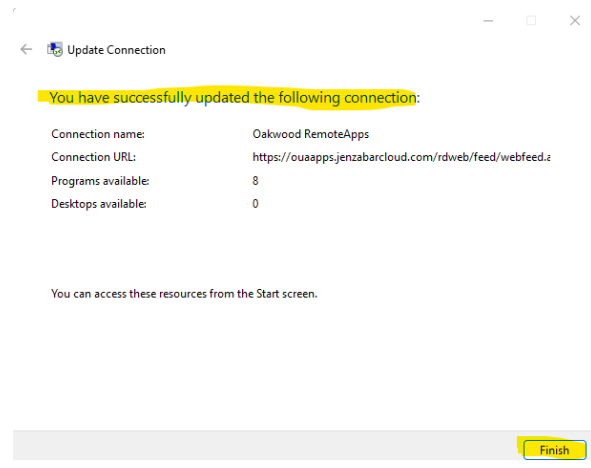 Update Connection
You have successfully updated the following connection:
Connection name: Oakwood RemoteApps
Connection URL: https://ouaapps.jenzabarcloud.com/rdweb/feed/webfeed.a
Programs available: 8
Desktops available: 0
You can access these resources from the Start screen.
Finish